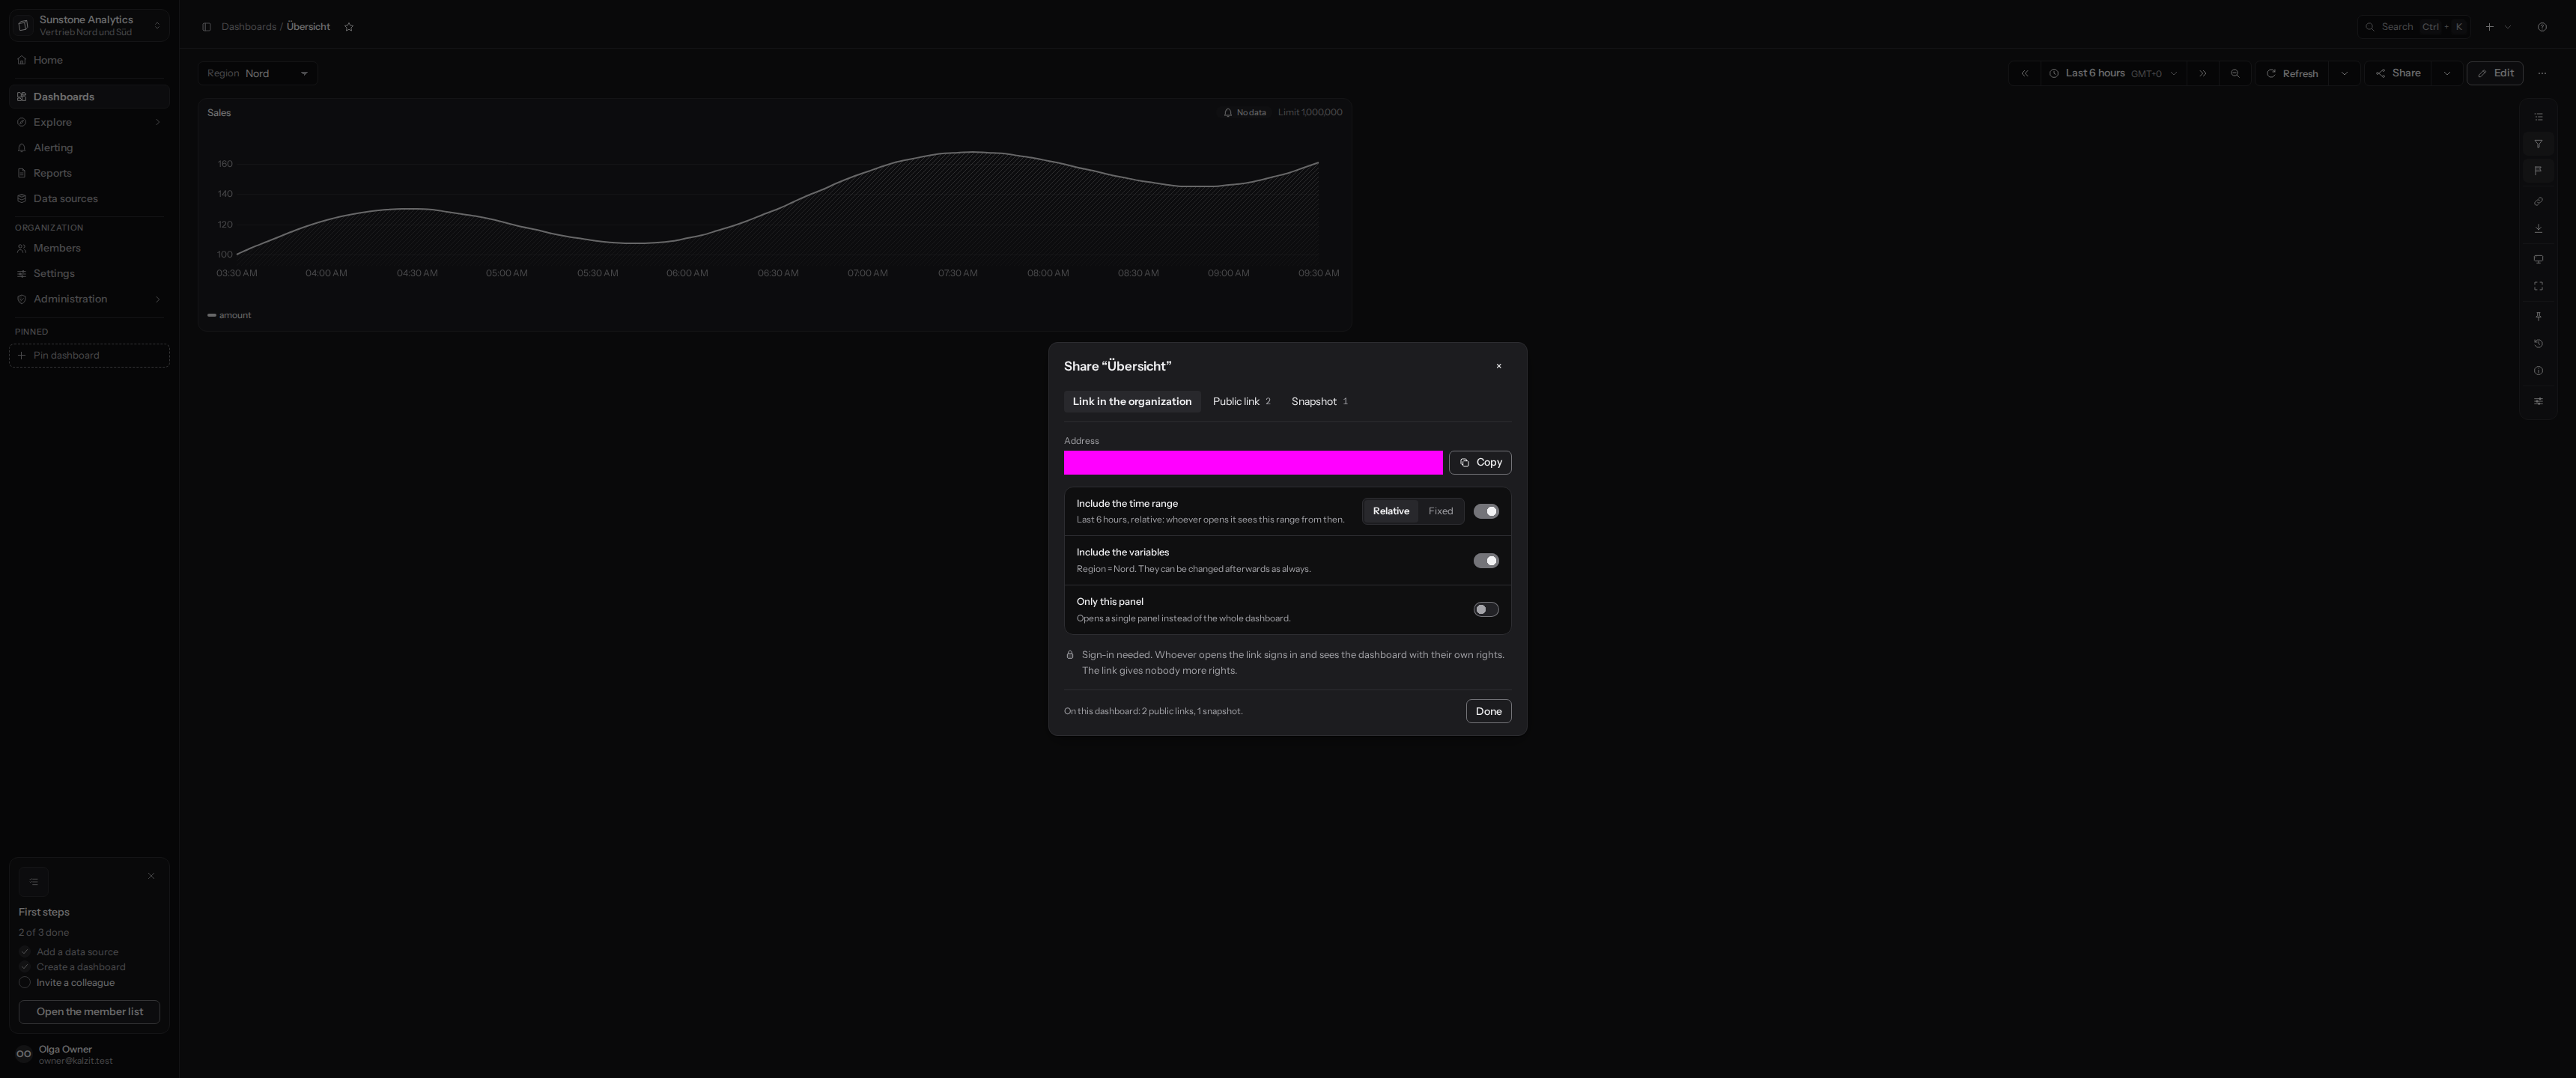 Sunstone Analytics
Vertrieb Nord und Süd
Home
Dashboards
Explore
Alerting
Reports
Data sources
ORGANIZATION
Members
Settings
Administration
PINNED
Pin dashboard
First steps
2 of 3 done
Add a data source
Create a dashboard
Invite a colleague
Open the member list
OO
Olga Owner
owner@kalzit.test
Dashboards / Übersicht
Search Ctrl + K
Region Nord
Last 6 hours GMT+0
Refresh
Share
Edit
Sales
No data
Limit 1,000,000
160
140
120
100
03:30 AM 04:00 AM 04:30 AM 05:00 AM 05:30 AM 06:00 AM 06:30 AM 07:00 AM 07:30 AM 08:00 AM 08:30 AM 09:00 AM 09:30 AM
amount
Share “Übersicht”
Link in the organization
Public link 2
Snapshot 1
Address
Copy
Include the time range
Last 6 hours, relative: whoever opens it sees this range from then.
Relative
Fixed
Include the variables
Region = Nord. They can be changed afterwards as always.
Only this panel
Opens a single panel instead of the whole dashboard.
Sign-in needed. Whoever opens the link signs in and sees the dashboard with their own rights.
The link gives nobody more rights.
On this dashboard: 2 public links, 1 snapshot.
Done